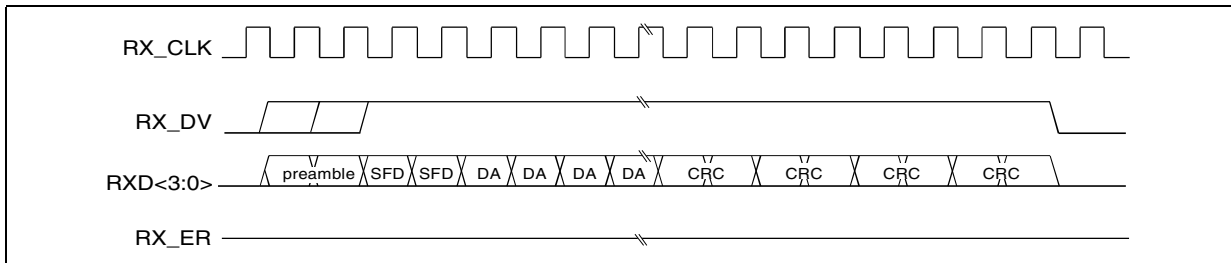 RX_CLK
RX_DV
RXD<3:0> preamble SFD SFD DA DA DA DA CRC CRC CRC CRC
RX_ER